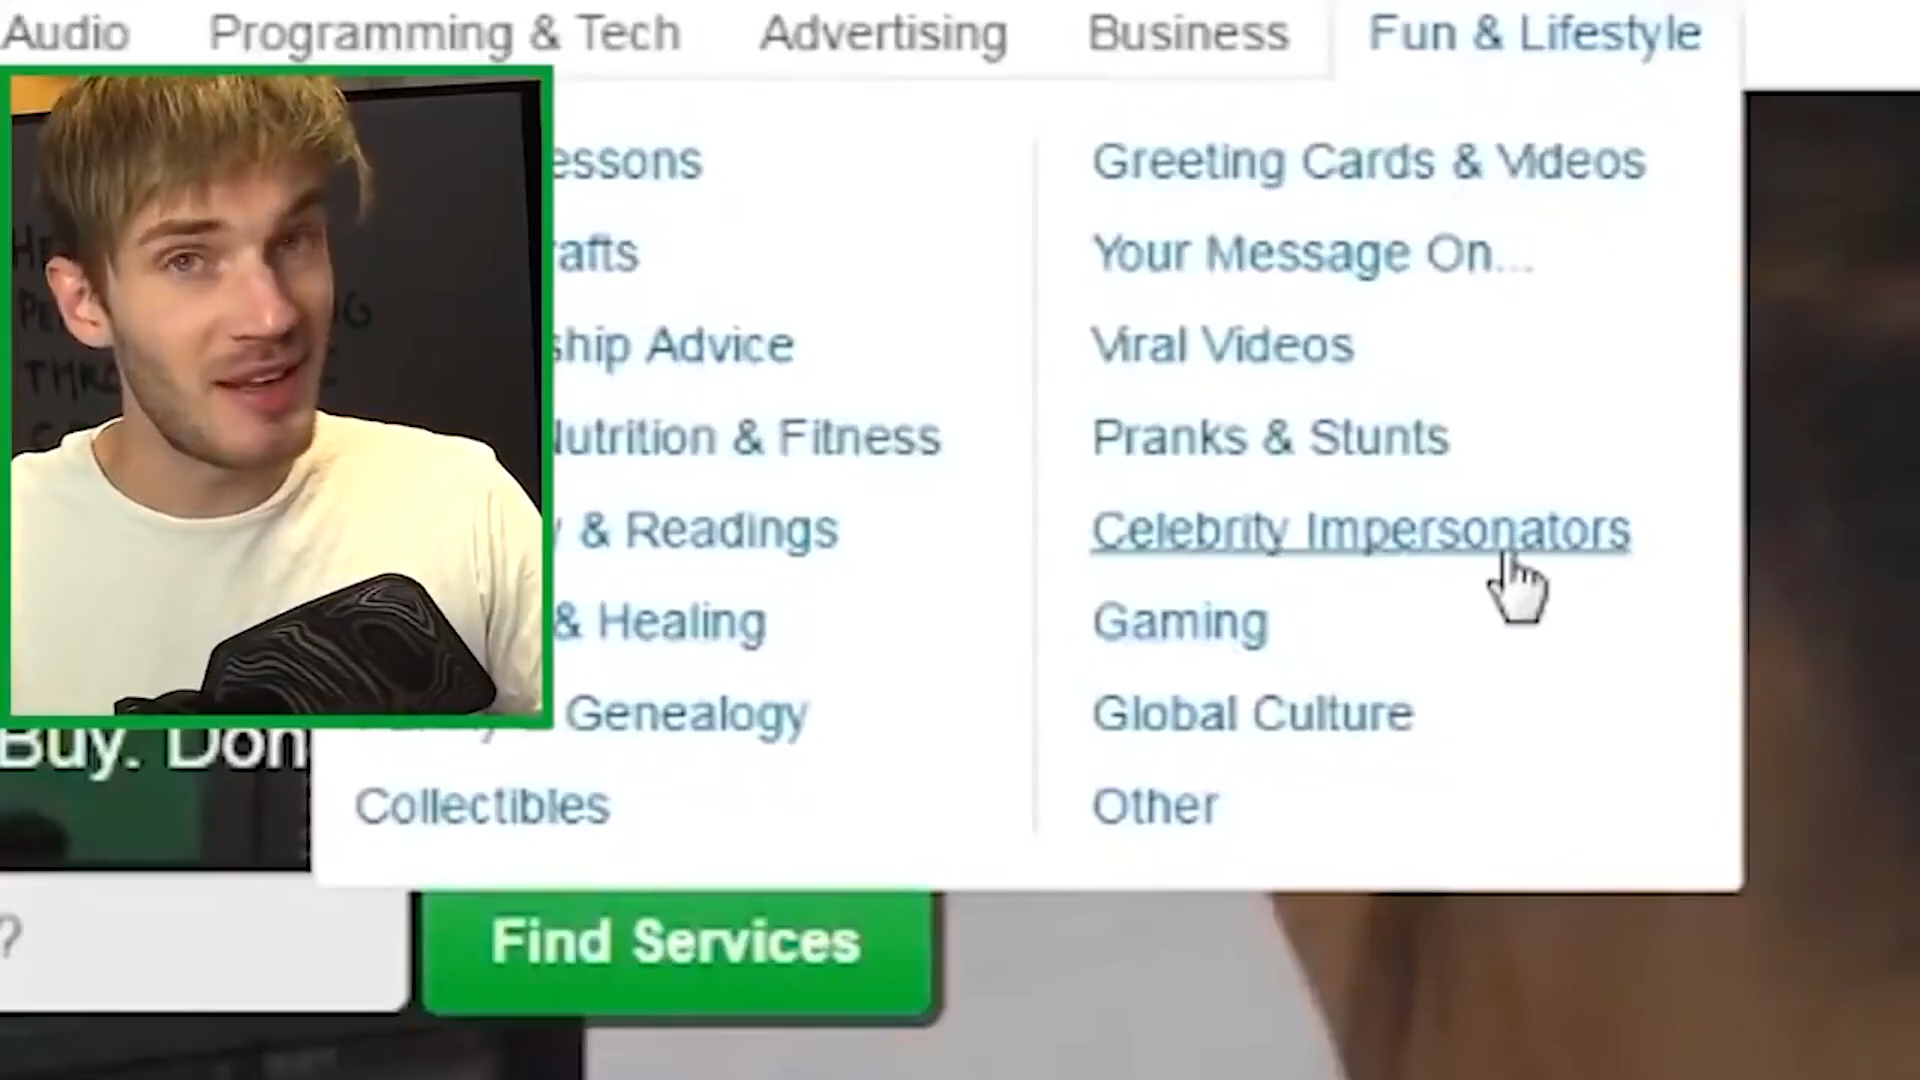 Audio
Programming & Tech
Advertising
Business
Fun & Lifestyle
essons
rafts
ship Advice
Nutrition & Fitness
& Readings
& Healing
Genealogy
Collectibles
Greeting Cards & Videos
Your Message On...
Viral Videos
Pranks & Stunts
Celebrity Impersonators
Gaming
Global Culture
Other
Buy. Don
?
Find Services